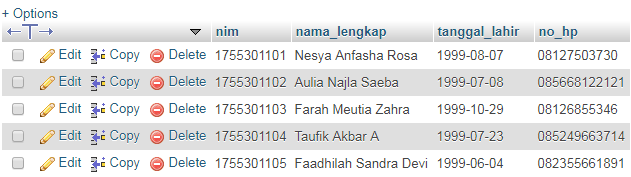 + Options
←T→ nim nama_lengkap tanggal_lahir no_hp
Edit Copy Delete 1755301101 Nesya Anfasha Rosa 1999-08-07 08127503730
Edit Copy Delete 1755301102 Aulia Najla Saeba 1999-07-08 085668122121
Edit Copy Delete 1755301103 Farah Meutia Zahra 1999-10-29 08126855346
Edit Copy Delete 1755301104 Taufik Akbar A 1999-07-23 085249663714
Edit Copy Delete 1755301105 Faadhilah Sandra Devi 1999-06-04 082355661891